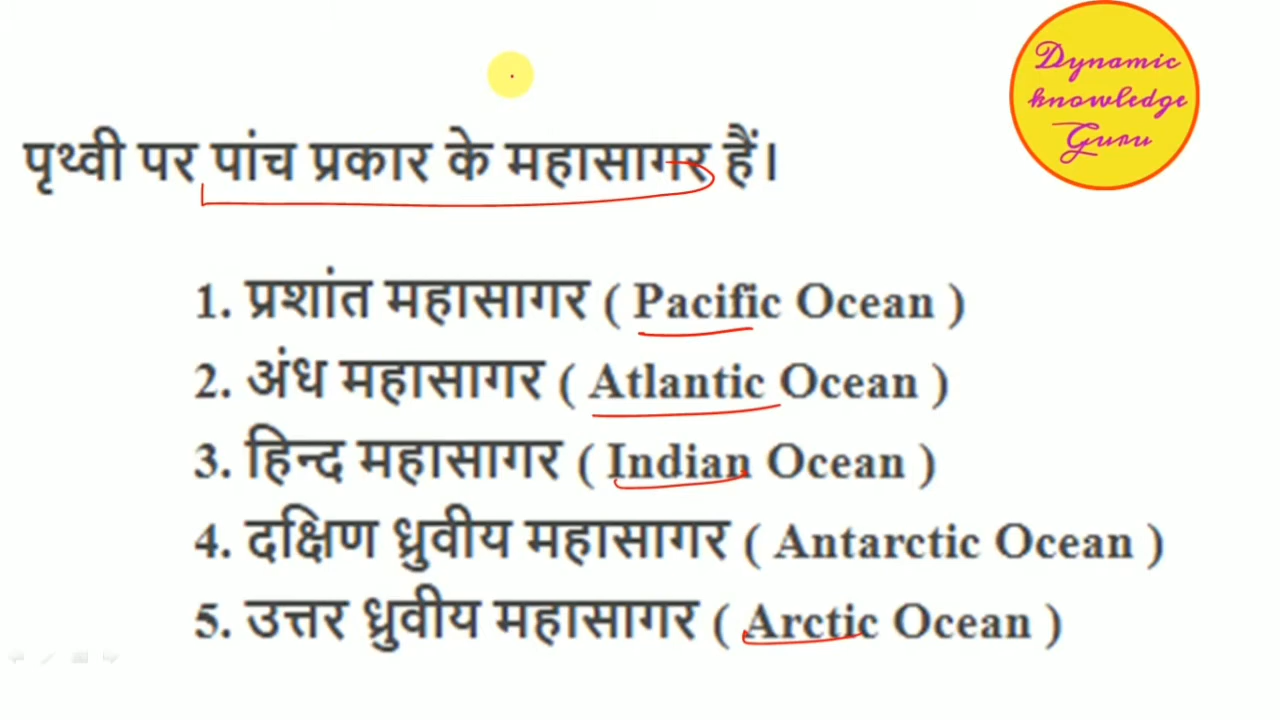 Dynamic
knowledge
Guru
पृथ्वी पर पांच प्रकार के महासागर हैं।
1. प्रशांत महासागर ( Pacific Ocean )
2. अंध महासागर ( Atlantic Ocean )
3. हिन्द महासागर ( Indian Ocean )
4. दक्षिण ध्रुवीय महासागर ( Antarctic Ocean )
5. उत्तर ध्रुवीय महासागर ( Arctic Ocean )